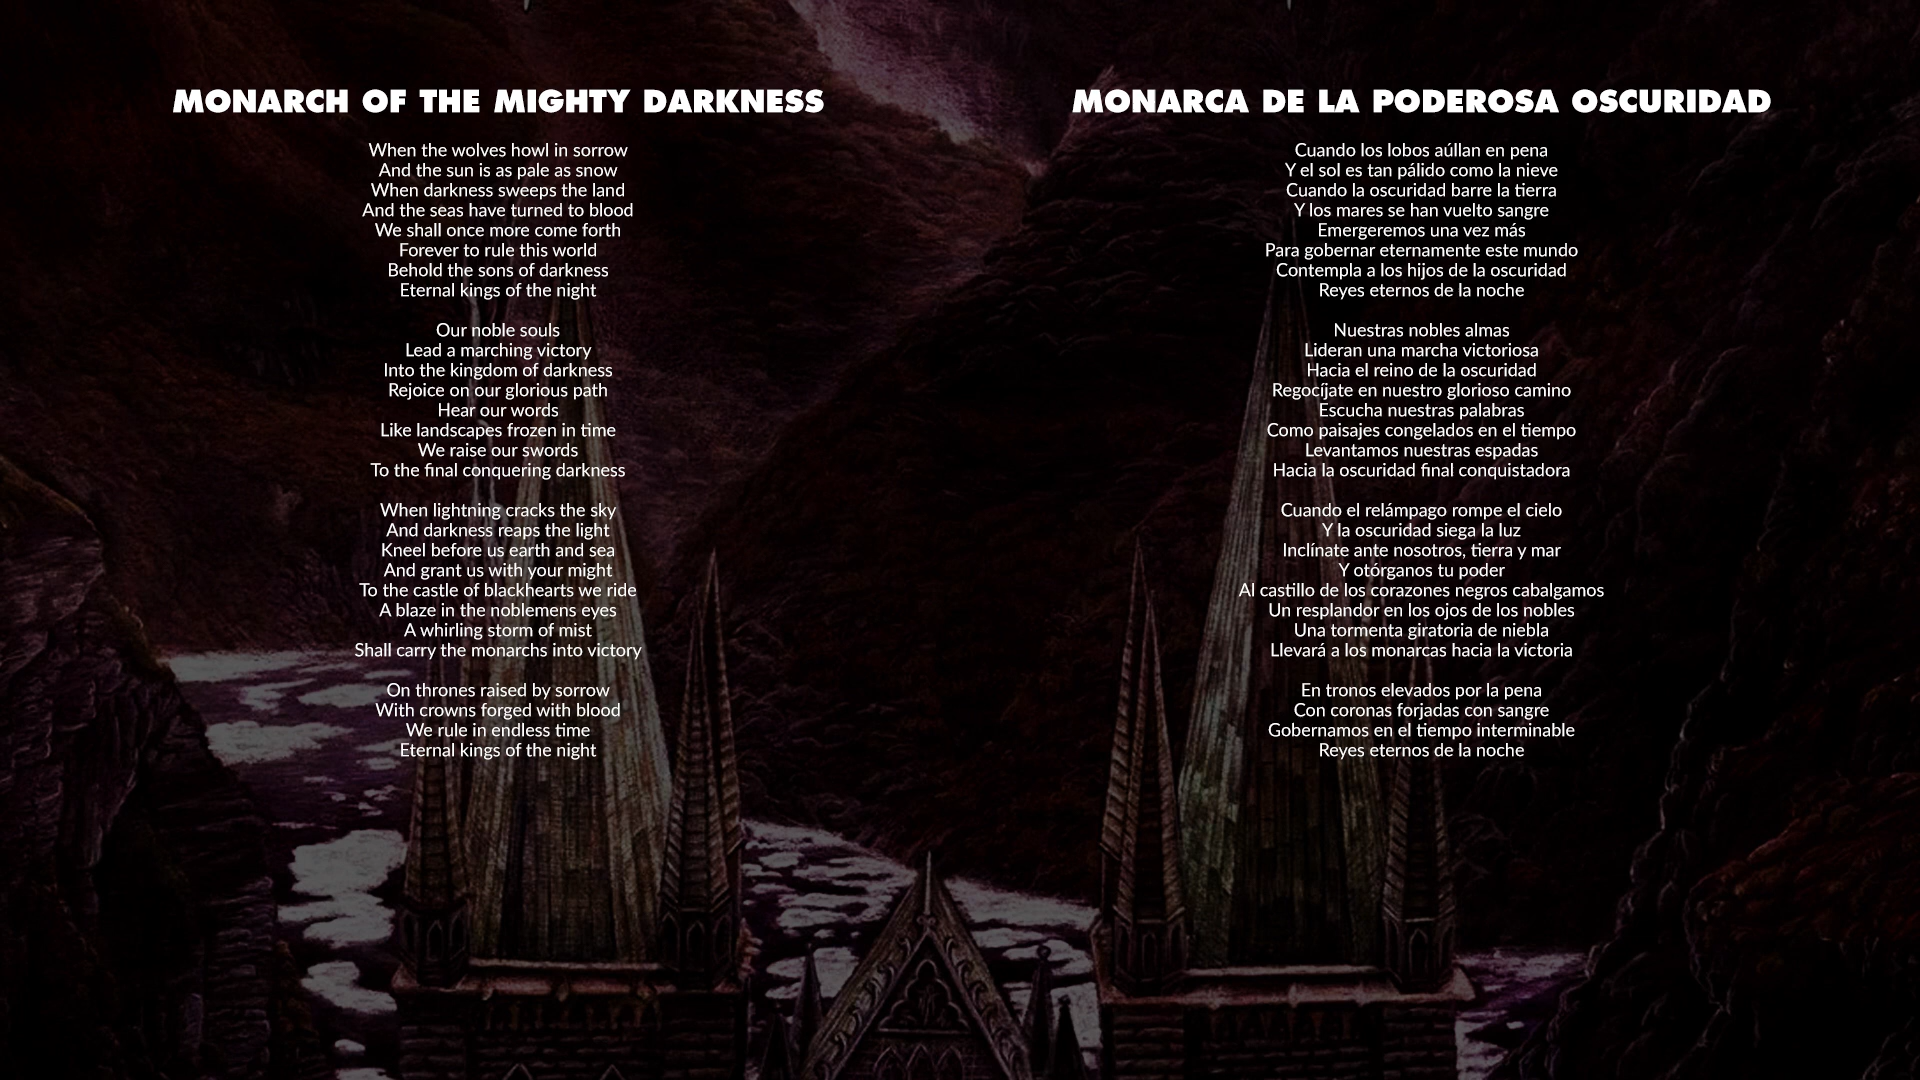 MONARCH OF THE MIGHTY DARKNESS
When the wolves howl in sorrow
And the sun is as pale as snow
When darkness sweeps the land
And the seas have turned to blood
We shall once more come forth
Forever to rule this world
Behold the sons of darkness
Eternal kings of the night
Our noble souls
Lead a marching victory
Into the kingdom of darkness
Rejoice on our glorious path
Hear our words
Like landscapes frozen in time
We raise our swords
To the final conquering darkness
When lightning cracks the sky
And darkness reaps the light
Kneel before us earth and sea
And grant us with your might
To the castle of blackhearts we ride
A blaze in the noblemens eyes
A whirling storm of mist
Shall carry the monarchs into victory
On thrones raised by sorrow
With crowns forged with blood
We rule in endless time
Eternal kings of the night
MONARCA DE LA PODEROSA OSCURIDAD
Cuando los lobos aúllan en pena
Y el sol es tan pálido como la nieve
Cuando la oscuridad barre la tierra
Y los mares se han vuelto sangre
Emergeremos una vez más
Para gobernar eternamente este mundo
Contempla a los hijos de la oscuridad
Reyes eternos de la noche
Nuestras nobles almas
Lideran una marcha victoriosa
Hacia el reino de la oscuridad
Regocíjate en nuestro glorioso camino
Escucha nuestras palabras
Como paisajes congelados en el tiempo
Levantamos nuestras espadas
Hacia la oscuridad final conquistadora
Cuando el relámpago rompe el cielo
Y la oscuridad siega la luz
Inclínate ante nosotros, tierra y mar
Y otórganos tu poder
Al castillo de los corazones negros cabalgamos
Un resplandor en los ojos de los nobles
Una tormenta giratoria de niebla
Llevará a los monarcas hacia la victoria
En tronos elevados por la pena
Con coronas forjadas con sangre
Gobernamos en el tiempo interminable
Reyes eternos de la noche